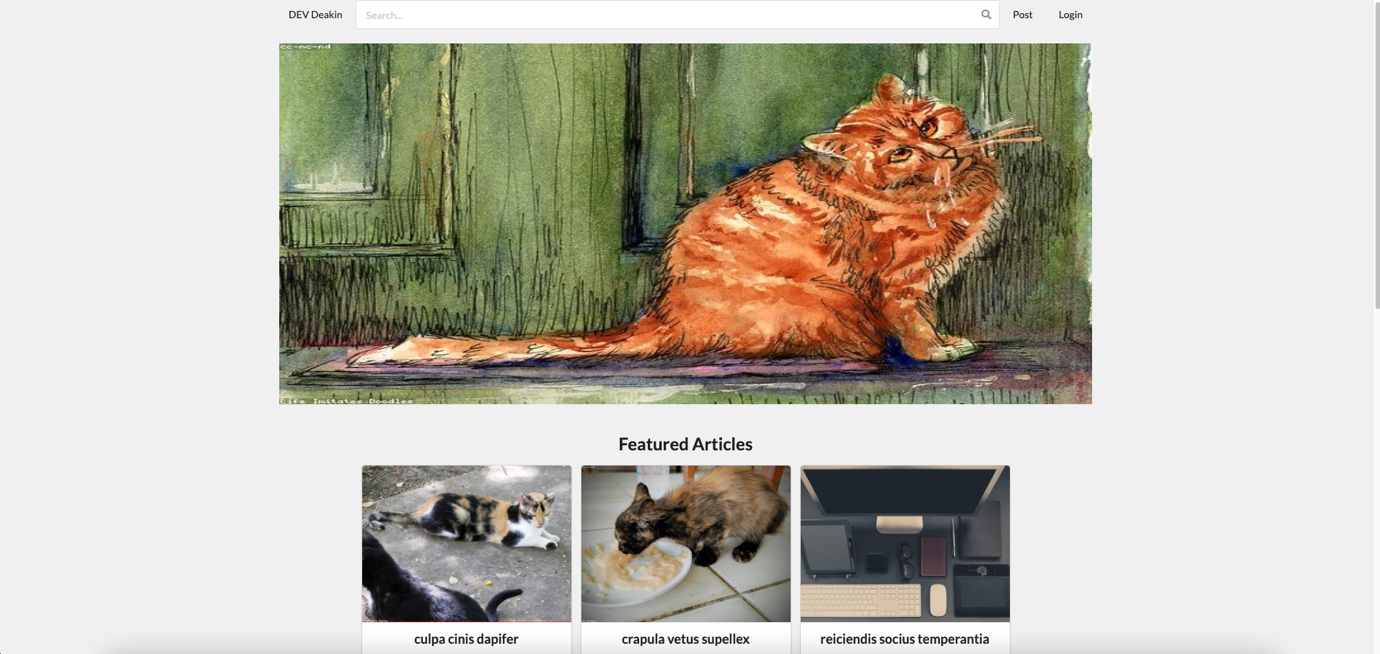 DEV Deakin
Search...
Post
Login
cc-nc-nd
Life Imitates Doodles
Featured Articles
culpa cinis dapifer
crapula vetus supellex
reiciendis socius temperantia